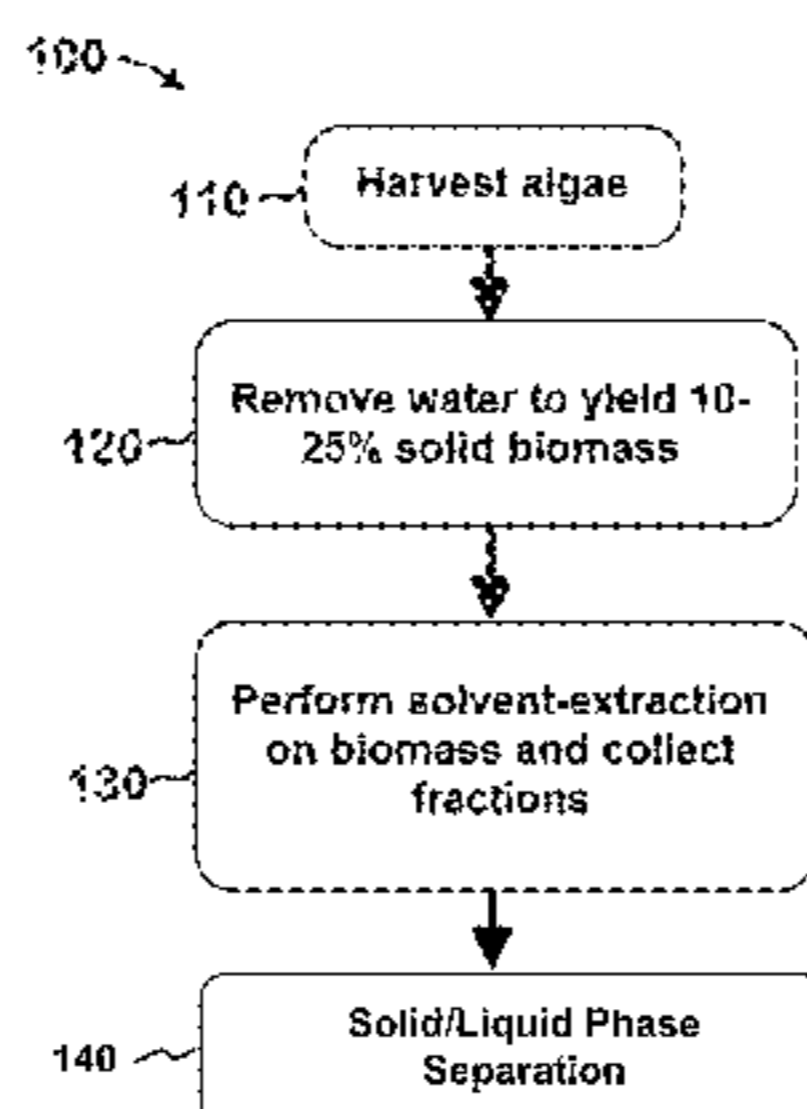 100
110
Harvest algae
120
Remove water to yield 10-
25% solid biomass
130
Perform solvent-extraction
on biomass and collect
fractions
140
Solid/Liquid Phase
Separation